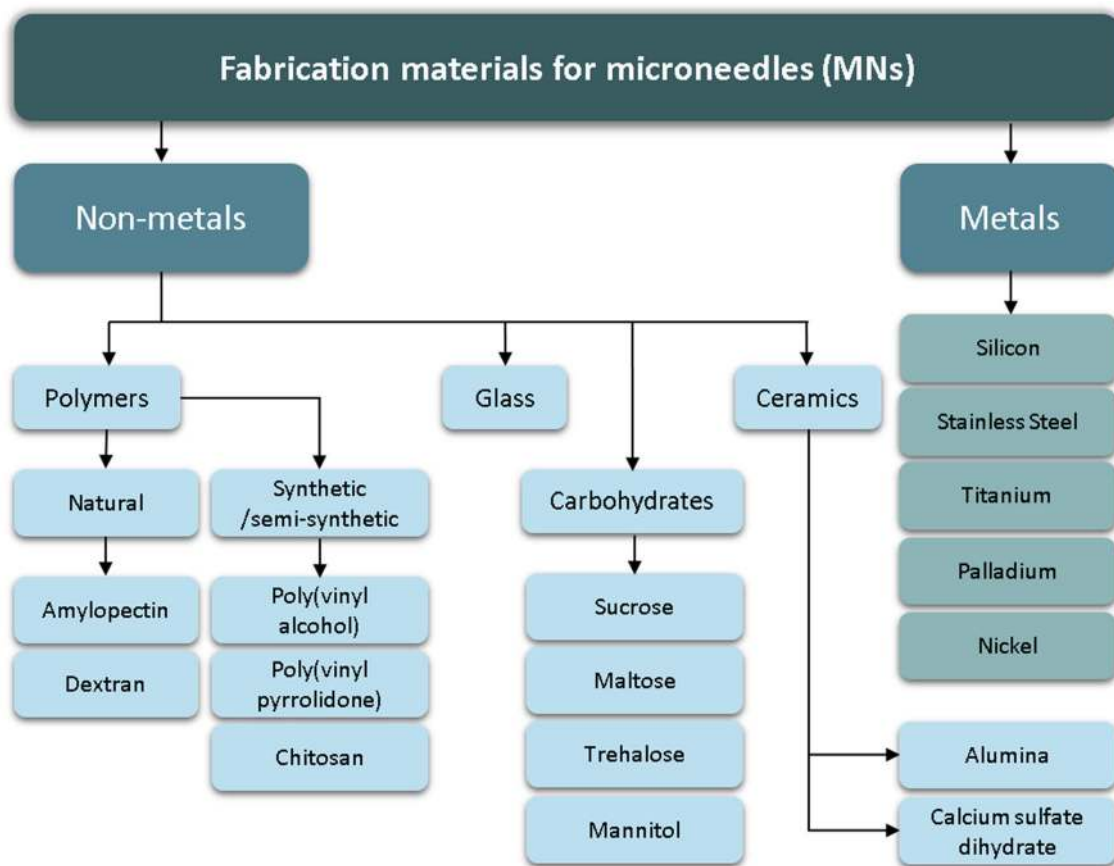 Fabrication materials for microneedles (MNs)
Non-metals
Metals
Polymers
Glass
Ceramics
Silicon
Stainless Steel
Titanium
Palladium
Nickel
Natural
Synthetic
/semi-synthetic
Carbohydrates
Amylopectin
Dextran
Poly(vinyl
alcohol)
Poly(vinyl
pyrrolidone)
Chitosan
Sucrose
Maltose
Trehalose
Mannitol
Alumina
Calcium sulfate
dihydrate